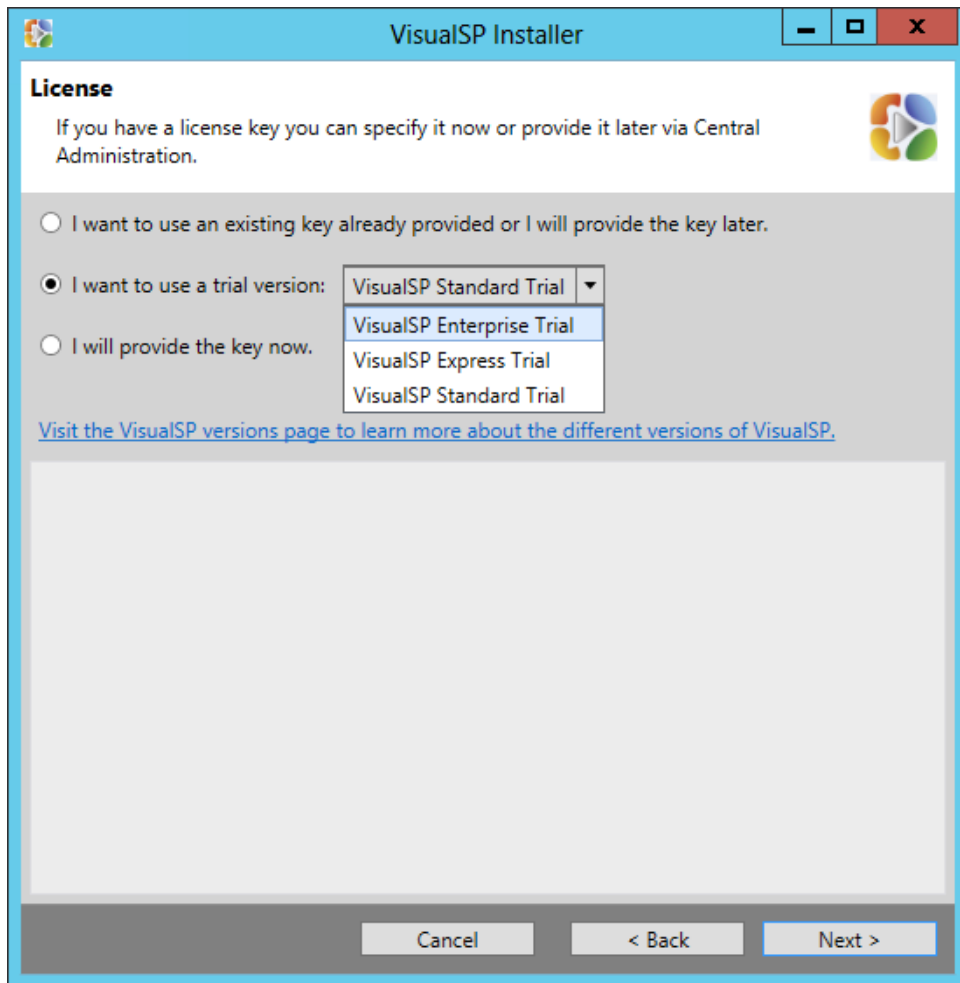 VisualSP Installer
License
If you have a license key you can specify it now or provide it later via Central
Administration.
I want to use an existing key already provided or I will provide the key later.
I want to use a trial version: VisualSP Standard Trial
VisualSP Enterprise Trial
I will provide the key now.
VisualSP Express Trial
VisualSP Standard Trial
Visit the VisualSP versions page to learn more about the different versions of VisualSP.
Cancel < Back Next >